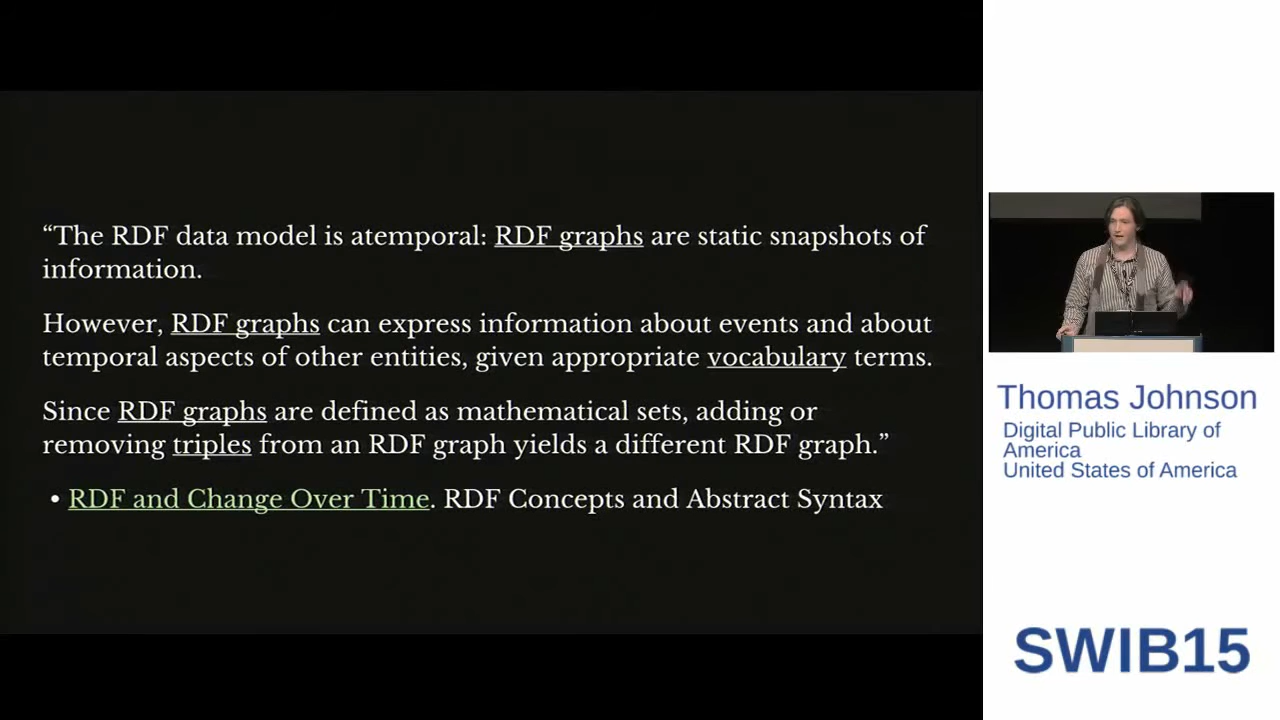 “The RDF data model is atemporal: RDF graphs are static snapshots of
information.
However, RDF graphs can express information about events and about
temporal aspects of other entities, given appropriate vocabulary terms.
Since RDF graphs are defined as mathematical sets, adding or
removing triples from an RDF graph yields a different RDF graph.”
• RDF and Change Over Time. RDF Concepts and Abstract Syntax
Thomas Johnson
Digital Public Library of
America
United States of America
SWIB15